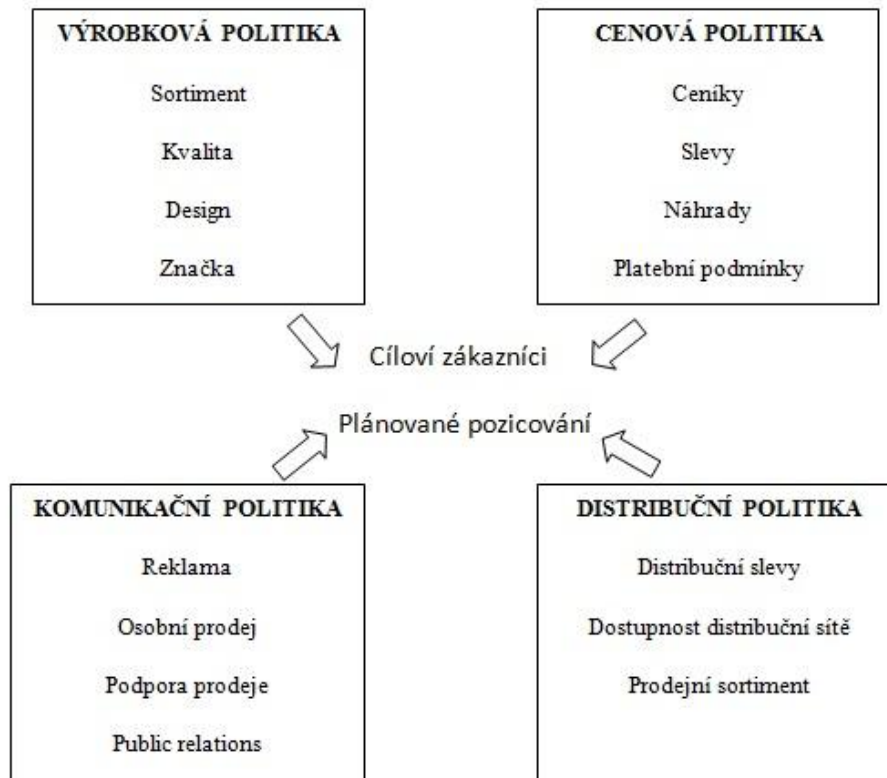 VÝROBKOVÁ POLITIKA
Sortiment
Kvalita
Design
Značka
CENOVÁ POLITIKA
Ceníky
Slevy
Náhrady
Platební podmínky
Cíloví zákazníci
Plánované pozicování
KOMUNIKAČNÍ POLITIKA
Reklama
Osobní prodej
Podpora prodeje
Public relations
DISTRIBUČNÍ POLITIKA
Distribuční slevy
Dostupnost distribuční sítě
Prodejní sortiment